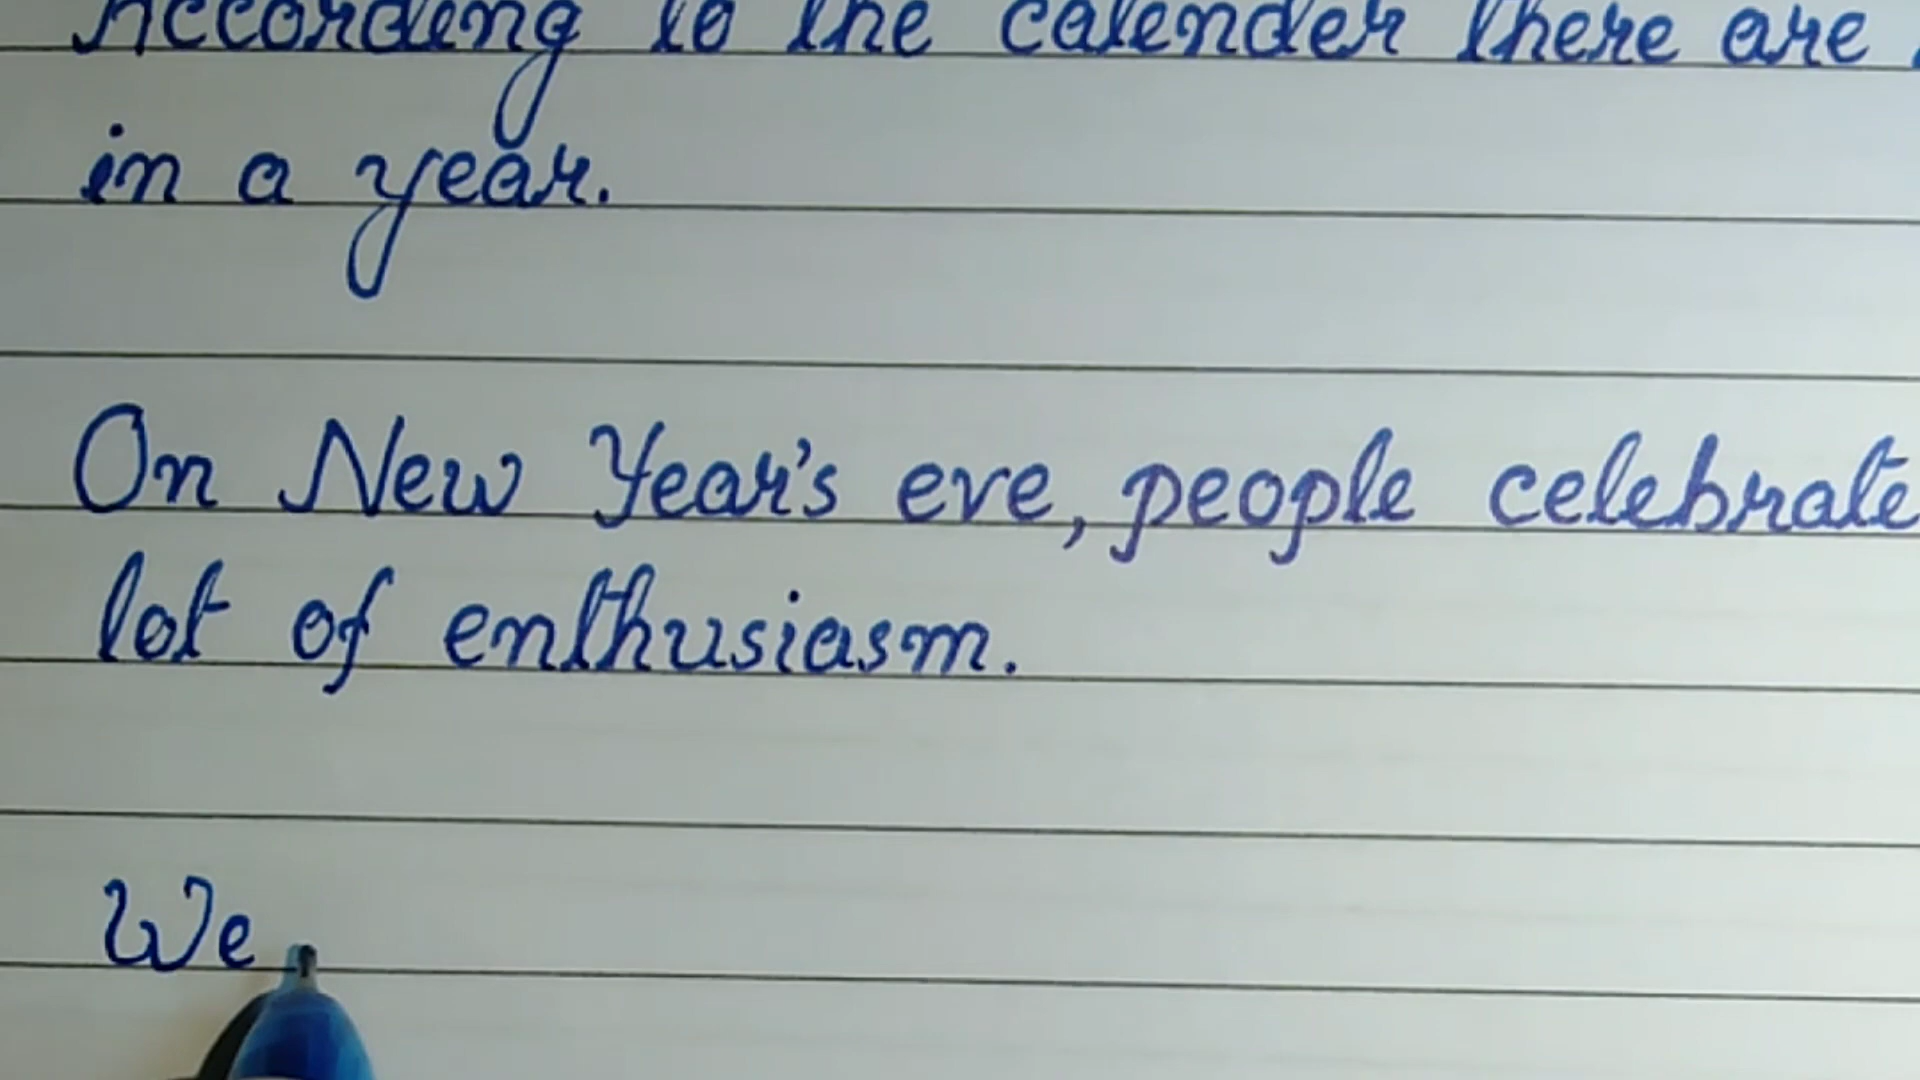 According to the calender there are
in a year.
On New Year's eve, people celebrate
lot of enthusiasm.
We